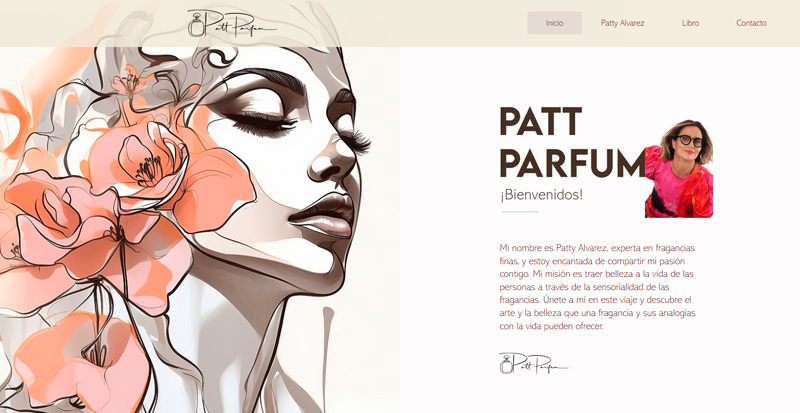 Patt Parfum
Inicio
Patty Alvarez
Libro
Contacto
PATT
PARFUM
¡Bienvenidos!
Mi nombre es Patty Alvarez, experta en fragancias
finas, y estoy encantada de compartir mi pasión
contigo. Mi misión es traer belleza a la vida de las
personas a través de la sensorialidad de las
fragancias. Únete a mí en este viaje y descubre el
arte y la belleza que una fragancia y sus analogías
con la vida pueden ofrecer.
Patt Parfum